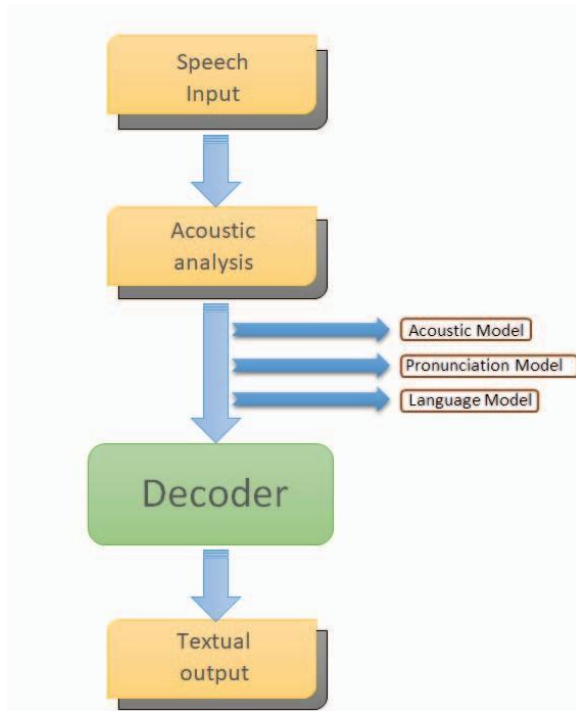 Speech
Input
Acoustic
analysis
Acoustic Model
Pronunciation Model
Language Model
Decoder
Textual
output